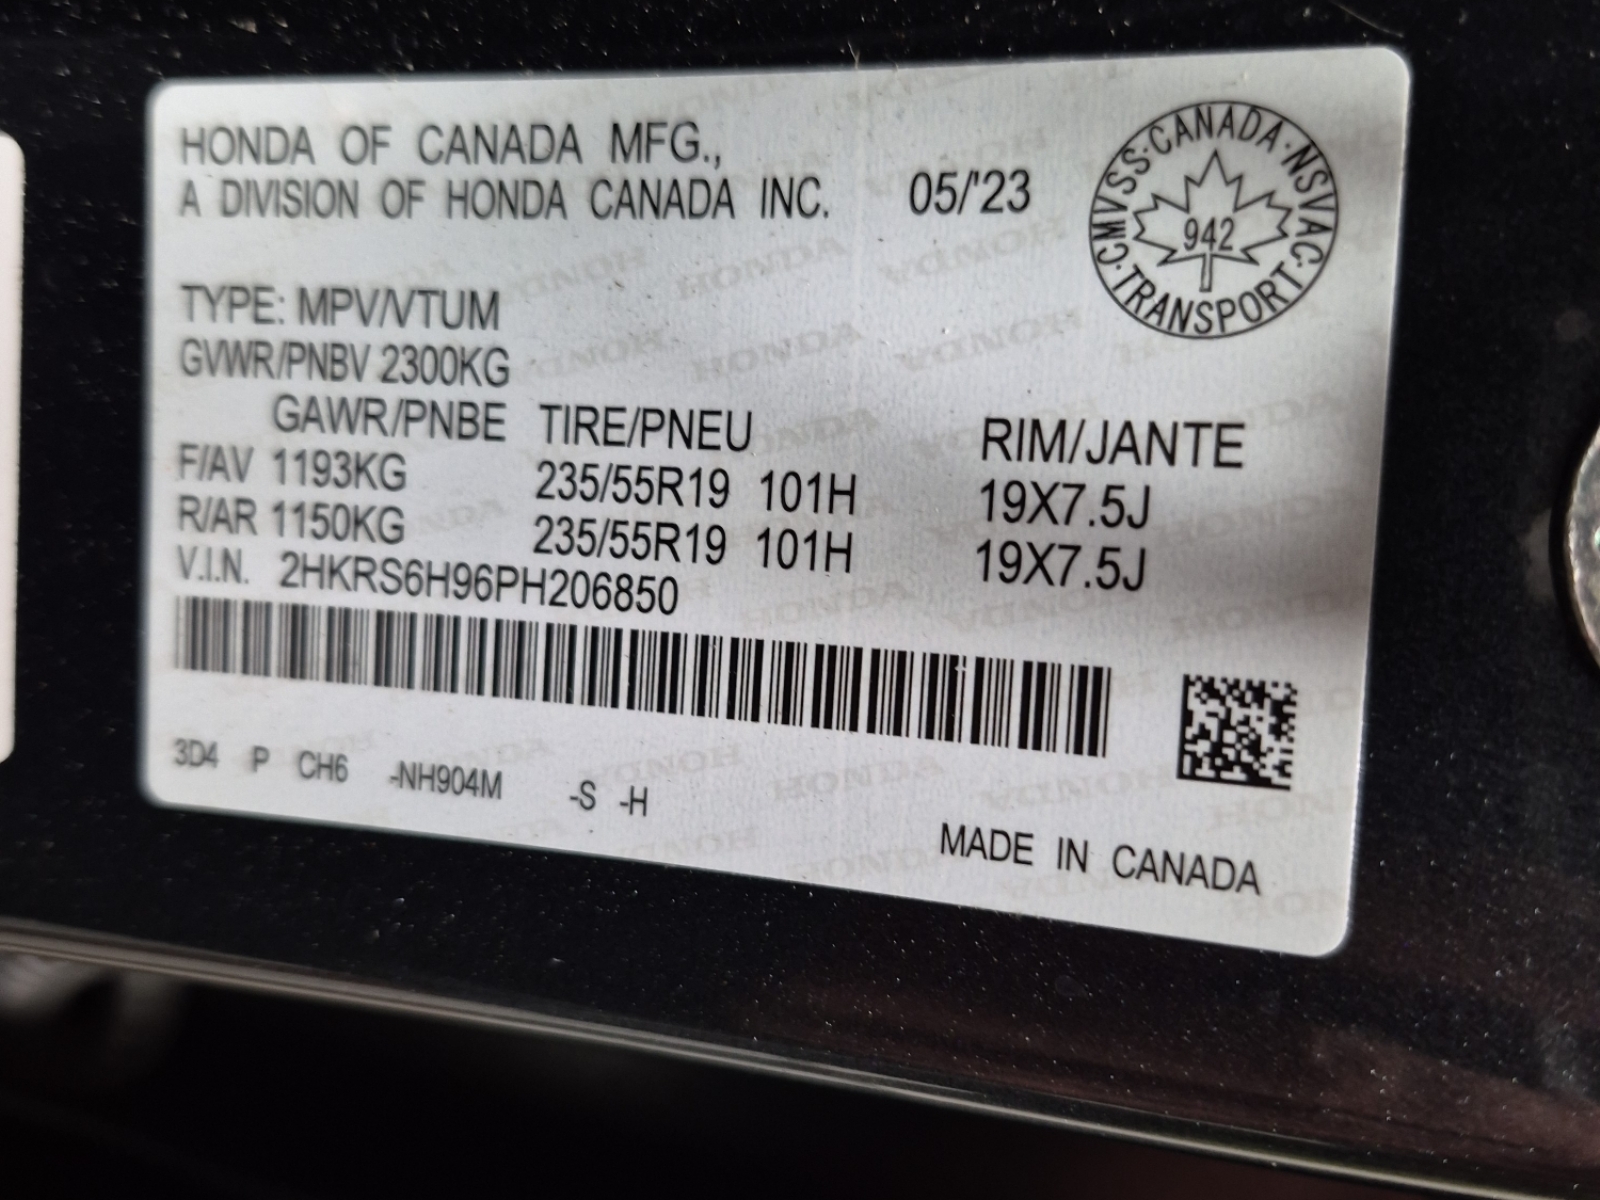 HONDA OF CANADA MFG.,
A DIVISION OF HONDA CANADA INC. 05/'23
CMVSS·CANADA·NSVAC·TRANSPORT·
942
TYPE: MPV/VTUM
GVWR/PNBV 2300KG
GAWR/PNBE TIRE/PNEU RIM/JANTE
F/AV 1193KG 235/55R19 101H 19X7.5J
R/AR 1150KG 235/55R19 101H 19X7.5J
V.I.N. 2HKRS6H96PH206850
3D4 P CH6 -NH904M -S -H
MADE IN CANADA